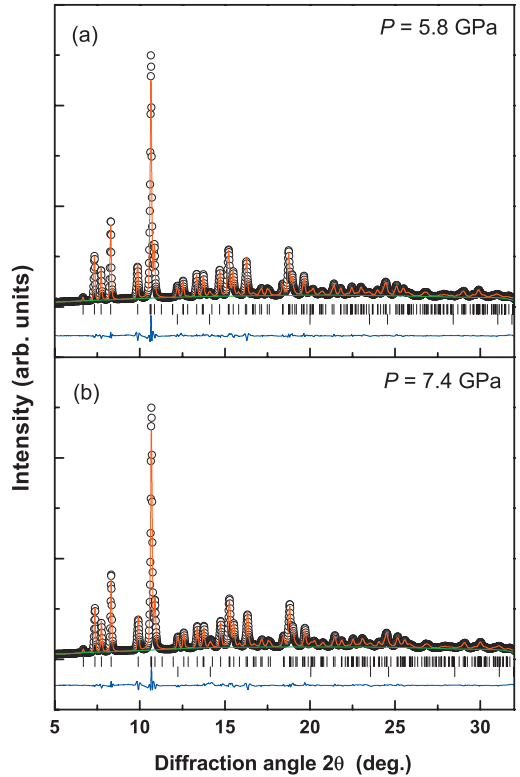 (a)
P = 5.8 GPa
(b)
P = 7.4 GPa
Intensity (arb. units)
5 10 15 20 25 30
Diffraction angle 2θ (deg.)